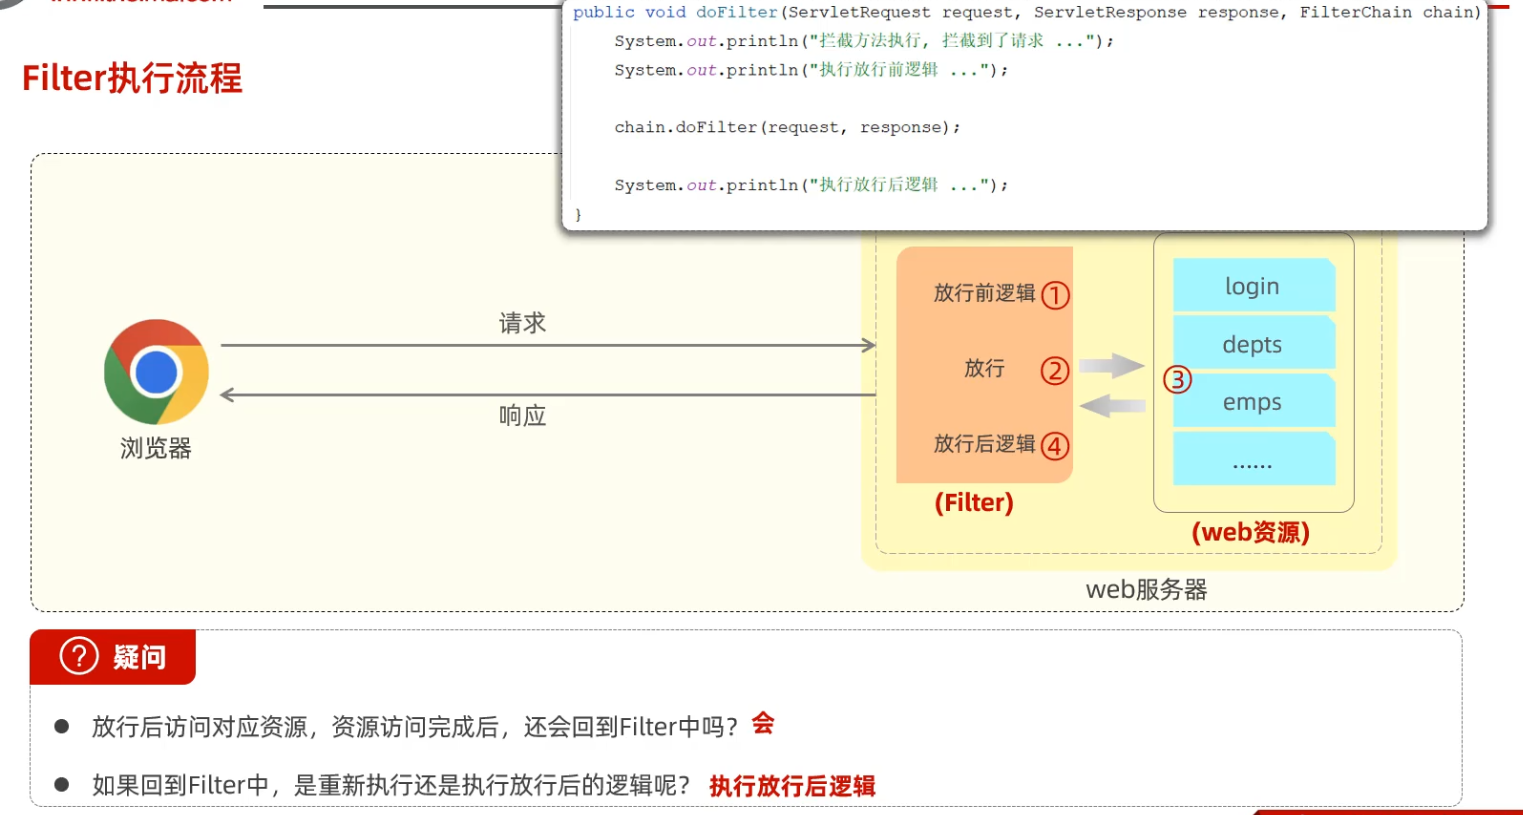 public void doFilter(ServletRequest request, ServletResponse response, FilterChain chain)
System.out.println("拦截方法执行, 拦截到了请求 ...");
System.out.println("执行放行前逻辑 ...");
chain.doFilter(request, response);
System.out.println("执行放行后逻辑 ...");
}
Filter执行流程
请求
响应
浏览器
放行前逻辑 ①
放行 ②
放行后逻辑 ④
(Filter)
③
login
depts
emps
......
(web资源)
web服务器
? 疑问
● 放行后访问对应资源，资源访问完成后，还会回到Filter中吗？会
● 如果回到Filter中，是重新执行还是执行放行后的逻辑呢？ 执行放行后逻辑